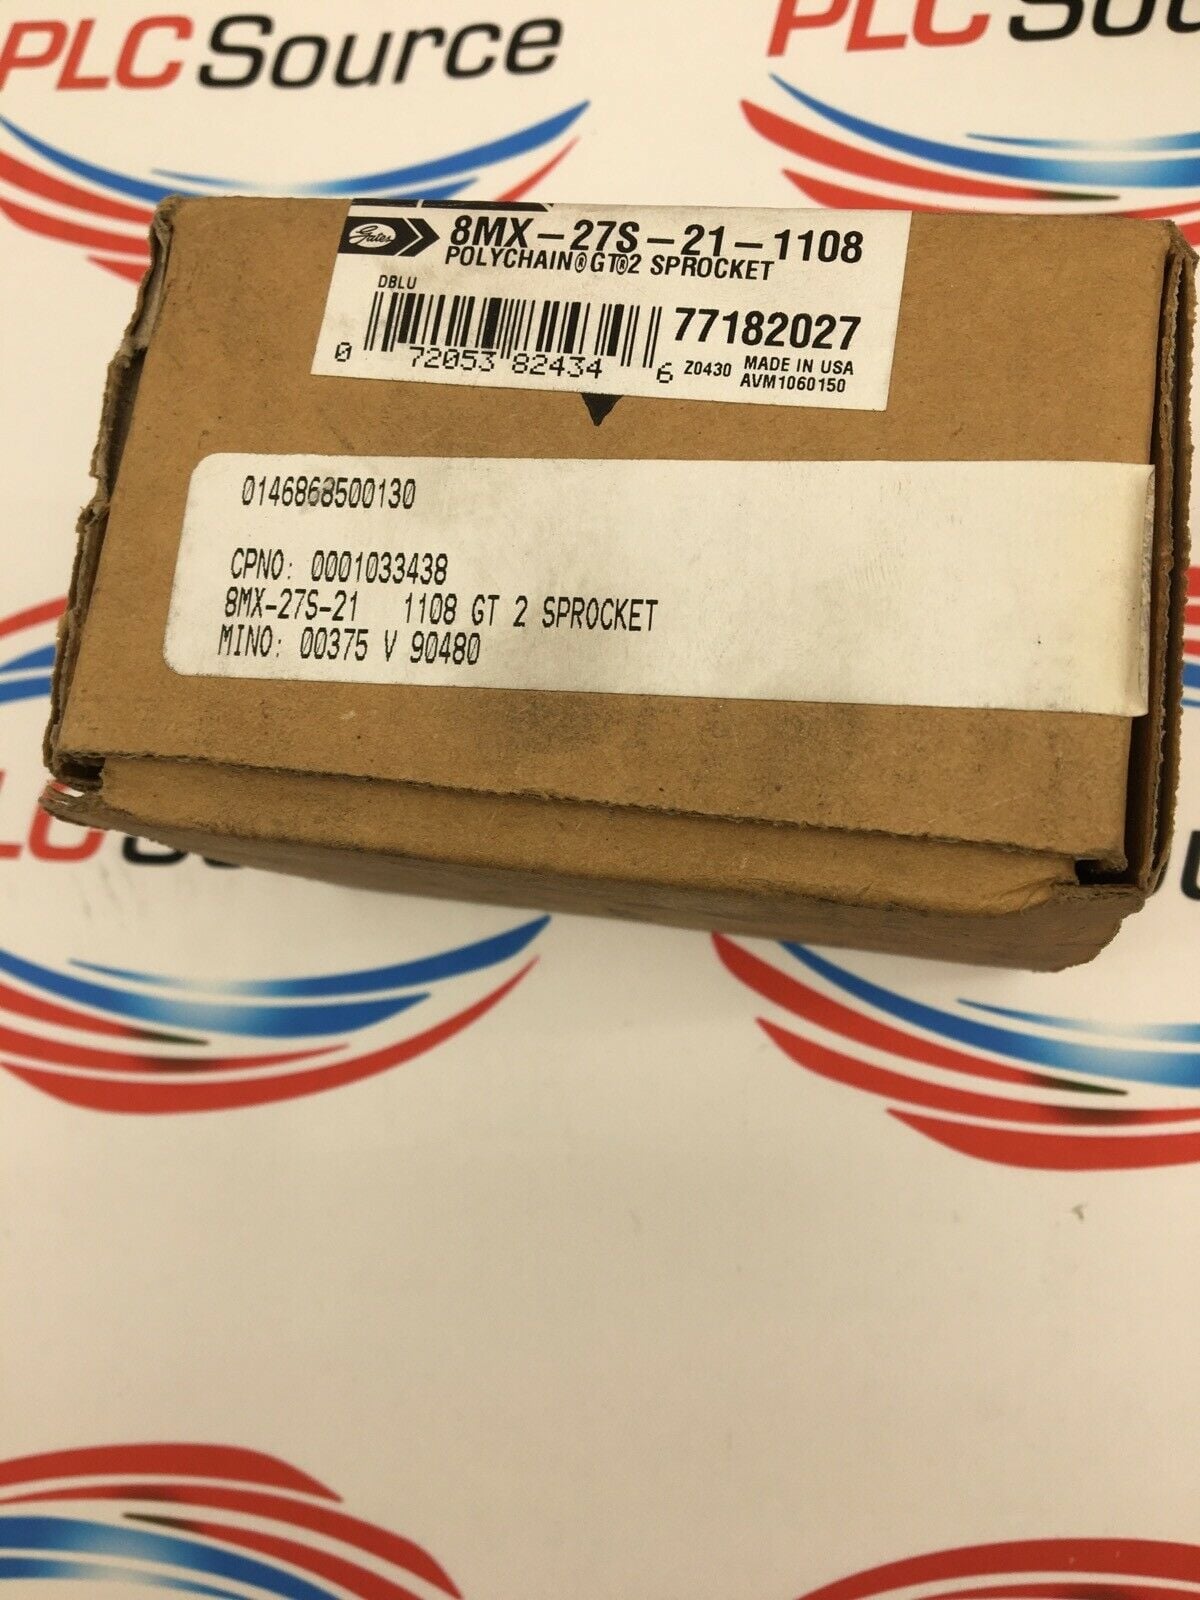 PLC Source
PLC Source
Gates
8MX-27S-21-1108
POLYCHAIN®GT®2 SPROCKET
DBLU
0 72053 82434 6
77182027
Z0430 MADE IN USA
AVM1060150
0146868500130
CPNO: 0001033438
8MX-27S-21 1108 GT 2 SPROCKET
MINO: 00375 V 90480